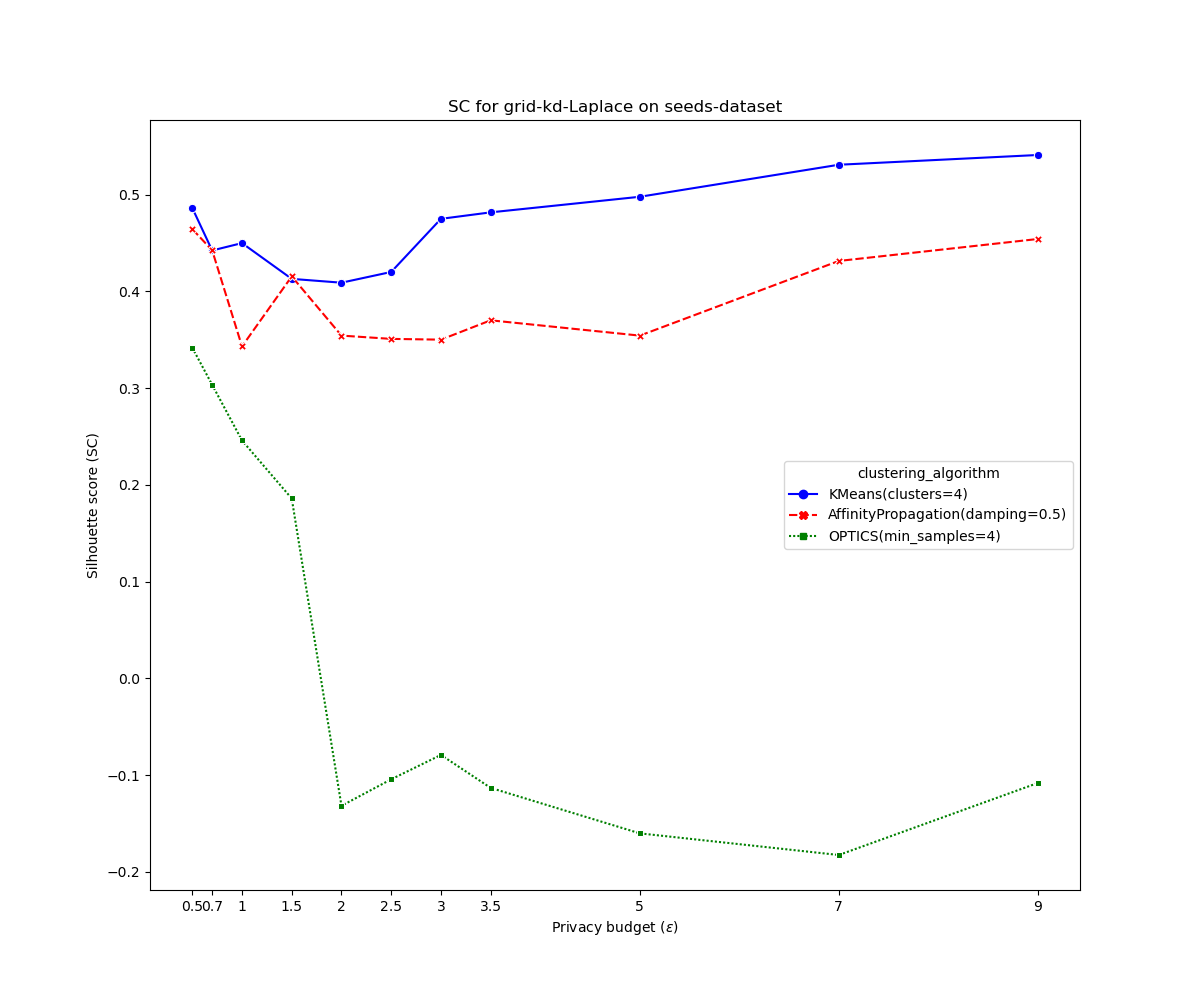 SC for grid-kd-Laplace on seeds-dataset
Silhouette score (SC)
0.5
0.4
0.3
0.2
0.1
0.0
−0.1
−0.2
clustering_algorithm
KMeans(clusters=4)
AffinityPropagation(damping=0.5)
OPTICS(min_samples=4)
0.5 0.7 1 1.5 2 2.5 3 3.5 5 7 9
Privacy budget (ε)